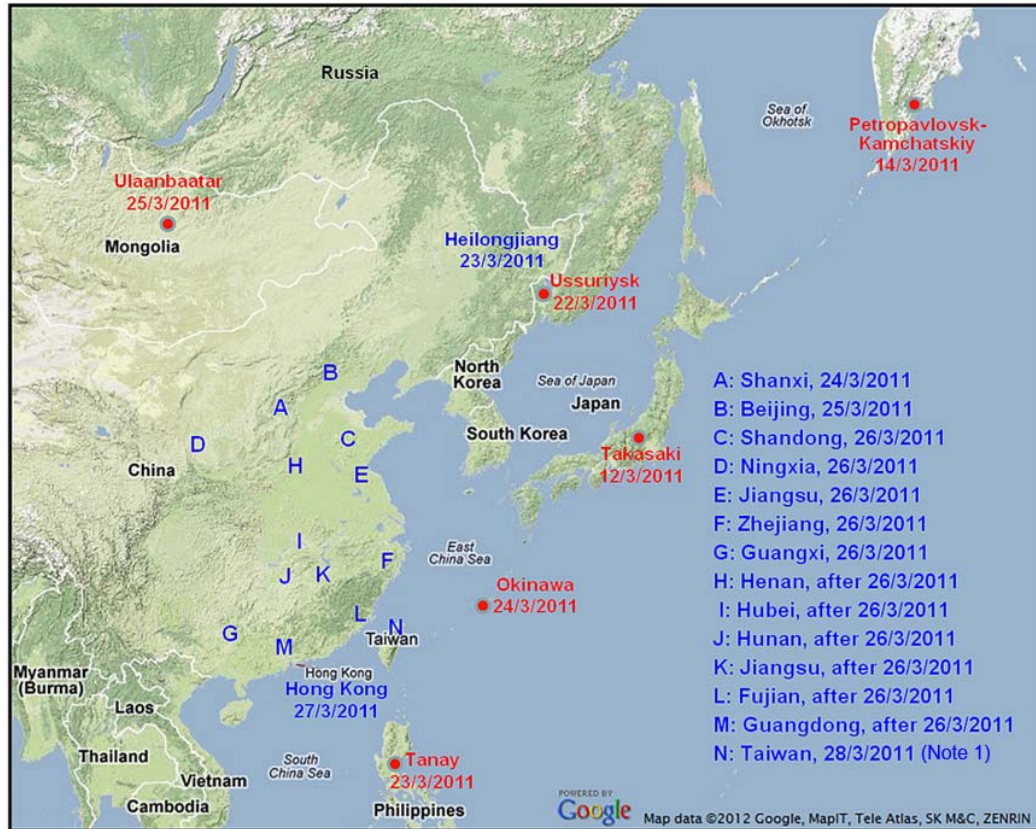 Russia
Sea of
Okhotsk
Petropavlovsk-
Kamchatskiy
14/3/2011
Ulaanbaatar
25/3/2011
Mongolia
Heilongjiang
23/3/2011
Ussuriysk
22/3/2011
North
Korea
Sea of Japan
Japan
South Korea
Takasaki
12/3/2011
B
A
C
D
China
H
E
I
East
China Sea
F
J
K
Okinawa
24/3/2011
L
N
G
Taiwan
M
Hong Kong
Hong Kong
27/3/2011
Myanmar
(Burma)
Laos
Thailand
South
China Sea
Tanay
23/3/2011
Vietnam
Cambodia
Philippines
A: Shanxi, 24/3/2011
B: Beijing, 25/3/2011
C: Shandong, 26/3/2011
D: Ningxia, 26/3/2011
E: Jiangsu, 26/3/2011
F: Zhejiang, 26/3/2011
G: Guangxi, 26/3/2011
H: Henan, after 26/3/2011
I: Hubei, after 26/3/2011
J: Hunan, after 26/3/2011
K: Jiangsu, after 26/3/2011
L: Fujian, after 26/3/2011
M: Guangdong, after 26/3/2011
N: Taiwan, 28/3/2011 (Note 1)
POWERED BY
Google
Map data ©2012 Google, MapIT, Tele Atlas, SK M&C, ZENRIN